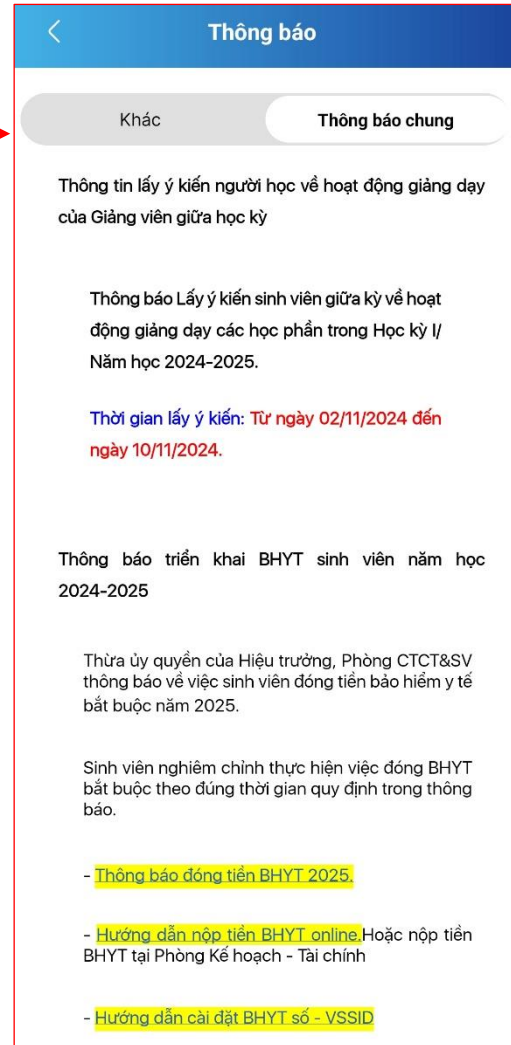 Thông báo
Khác
Thông báo chung
Thông tin lấy ý kiến người học về hoạt động giảng dạy
của Giảng viên giữa học kỳ
Thông báo Lấy ý kiến sinh viên giữa kỳ về hoạt
động giảng dạy các học phần trong Học kỳ I/
Năm học 2024-2025.
Thời gian lấy ý kiến: Từ ngày 02/11/2024 đến
ngày 10/11/2024.
Thông báo triển khai BHYT sinh viên năm học
2024-2025
Thừa ủy quyền của Hiệu trưởng, Phòng CTCT&SV
thông báo về việc sinh viên đóng tiền bảo hiểm y tế
bắt buộc năm 2025.
Sinh viên nghiêm chỉnh thực hiện việc đóng BHYT
bắt buộc theo đúng thời gian quy định trong thông
báo.
- Thông báo đóng tiền BHYT 2025.
- Hướng dẫn nộp tiền BHYT online.Hoặc nộp tiền
BHYT tại Phòng Kế hoạch - Tài chính
- Hướng dẫn cài đặt BHYT số - VSSID